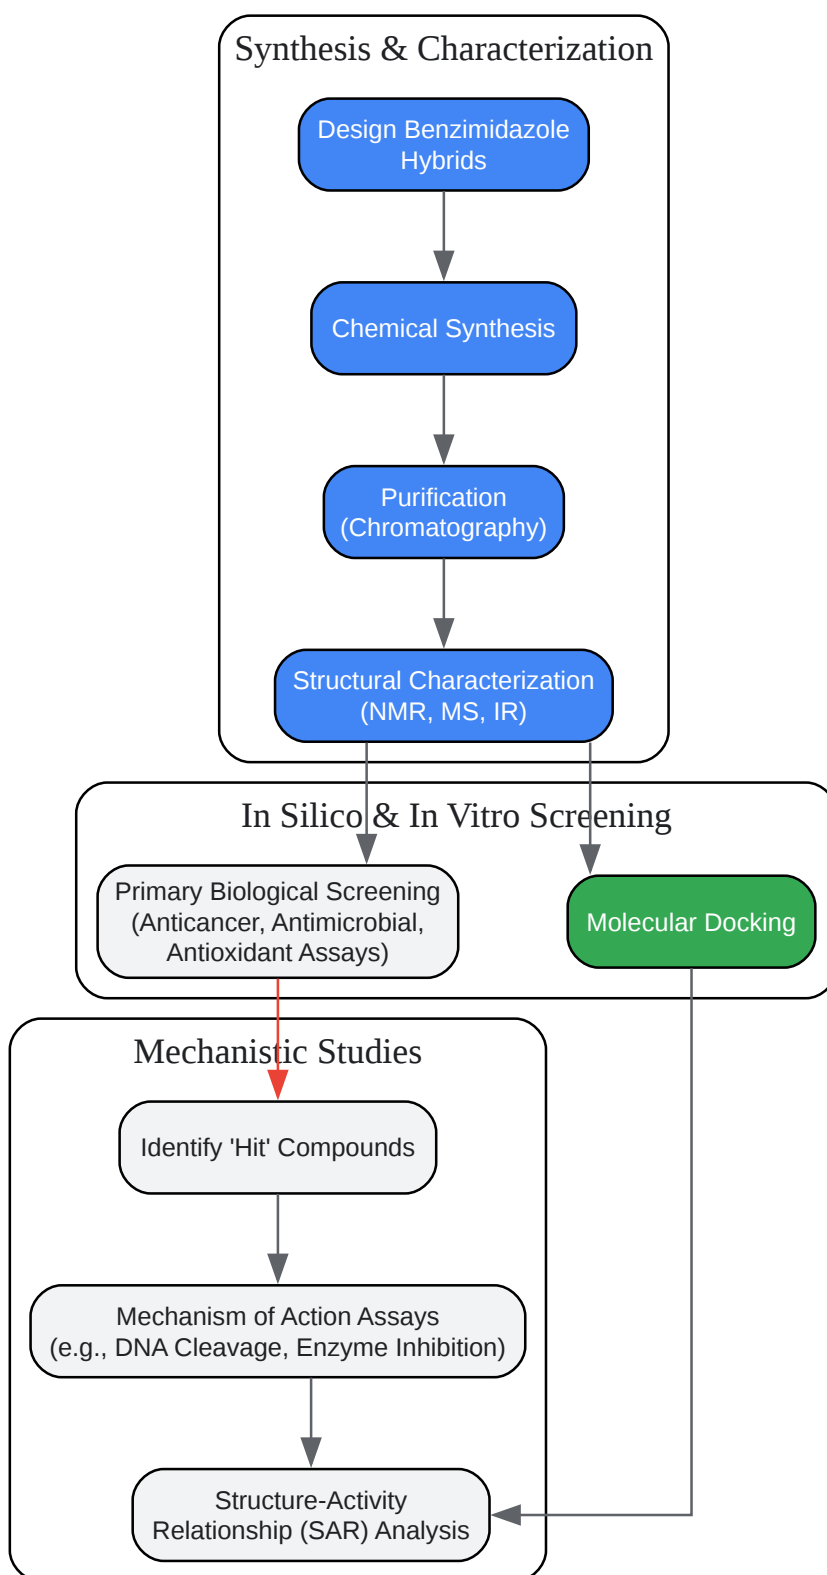 Synthesis & Characterization
Design Benzimidazole
Hybrids
Chemical Synthesis
Purification
(Chromatography)
Structural Characterization
(NMR, MS, IR)
In Silico & In Vitro Screening
Primary Biological Screening
(Anticancer, Antimicrobial,
Antioxidant Assays)
Molecular Docking
Mechanistic Studies
Identify 'Hit' Compounds
Mechanism of Action Assays
(e.g., DNA Cleavage, Enzyme Inhibition)
Structure-Activity
Relationship (SAR) Analysis